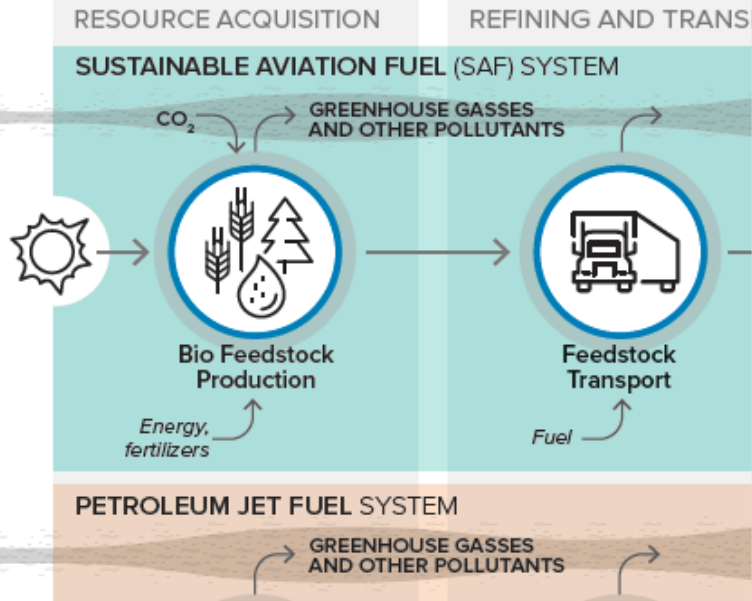 RESOURCE ACQUISITION
REFINING AND TRANS
SUSTAINABLE AVIATION FUEL (SAF) SYSTEM
CO₂
GREENHOUSE GASSES
AND OTHER POLLUTANTS
Bio Feedstock
Production
Feedstock
Transport
Energy,
fertilizers
Fuel
PETROLEUM JET FUEL SYSTEM
GREENHOUSE GASSES
AND OTHER POLLUTANTS